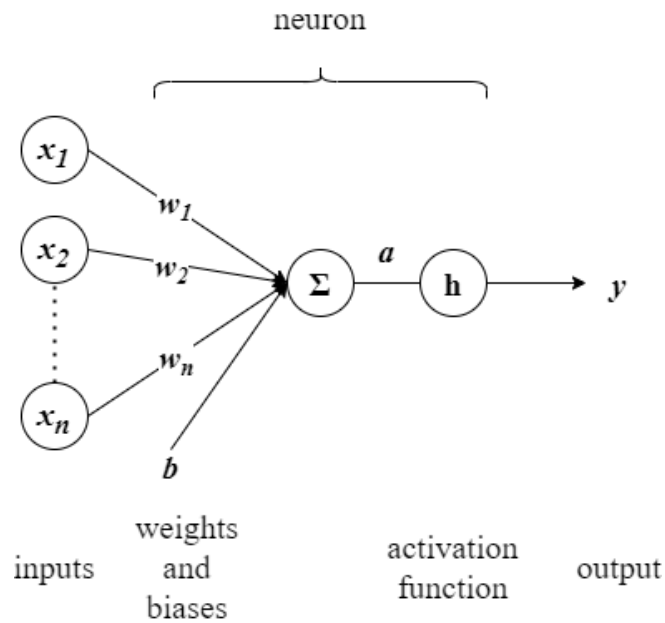 neuron
x1
w1
x2
w2
Σ
a
h
y
wn
xn
b
inputs
weights
and
biases
activation
function
output